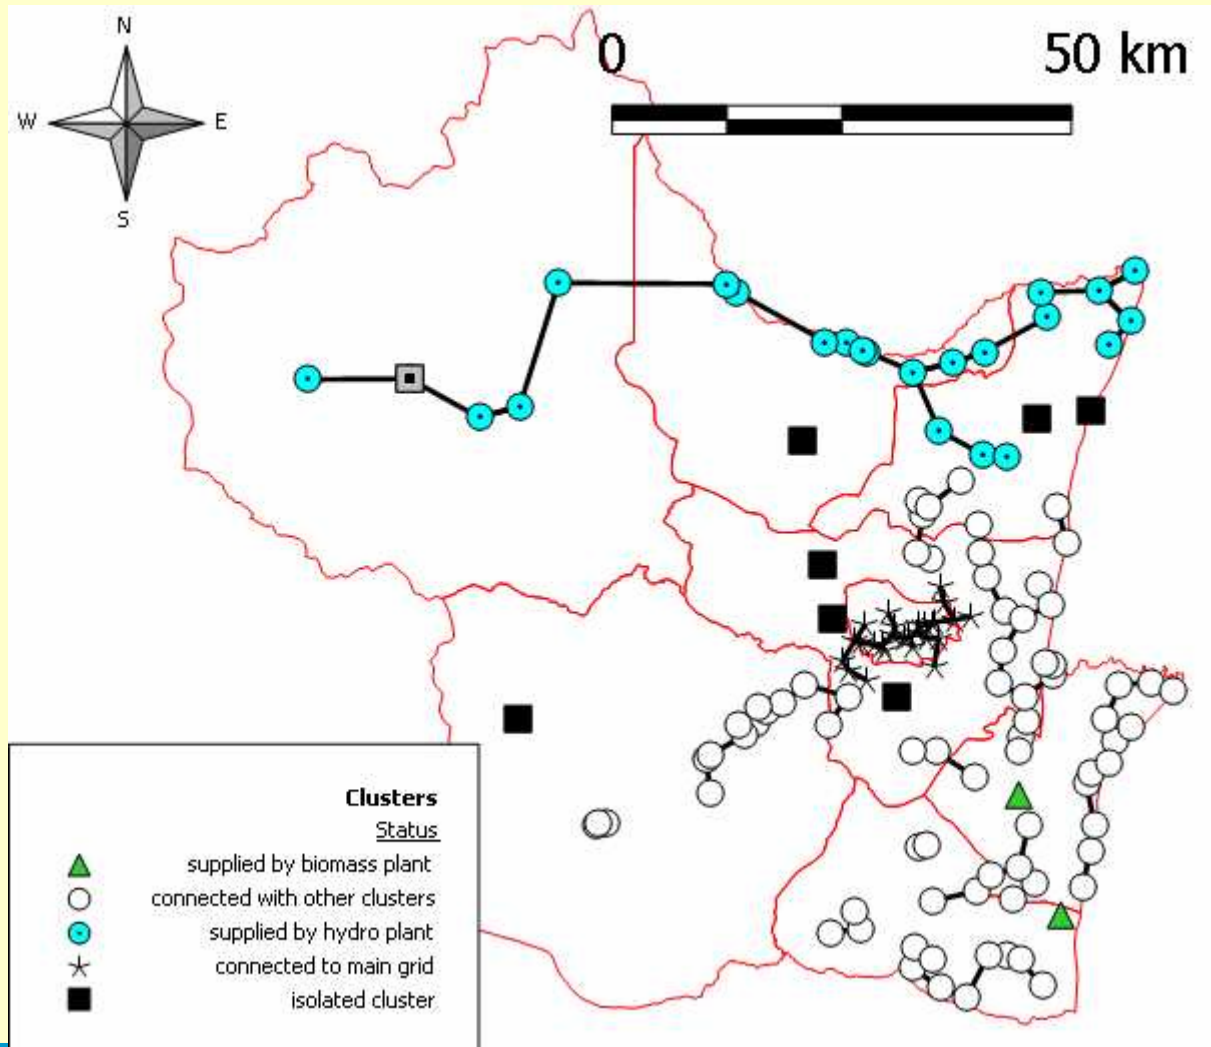 N
W E
S
0 50 km
Clusters
Status
supplied by biomass plant
connected with other clusters
supplied by hydro plant
connected to main grid
isolated cluster